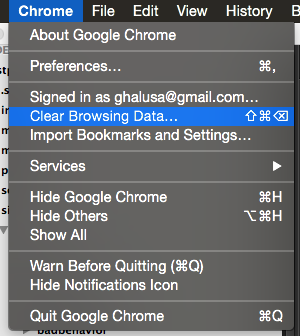 Chrome File Edit View History B
About Google Chrome
Preferences… ⌘,
Signed in as ghalusa@gmail.com…
Clear Browsing Data… ⇧⌘⌫
Import Bookmarks and Settings…
Services ▶
Hide Google Chrome ⌘H
Hide Others ⌥⌘H
Show All
Warn Before Quitting (⌘Q)
Hide Notifications Icon
Quit Google Chrome ⌘Q
badbehavior